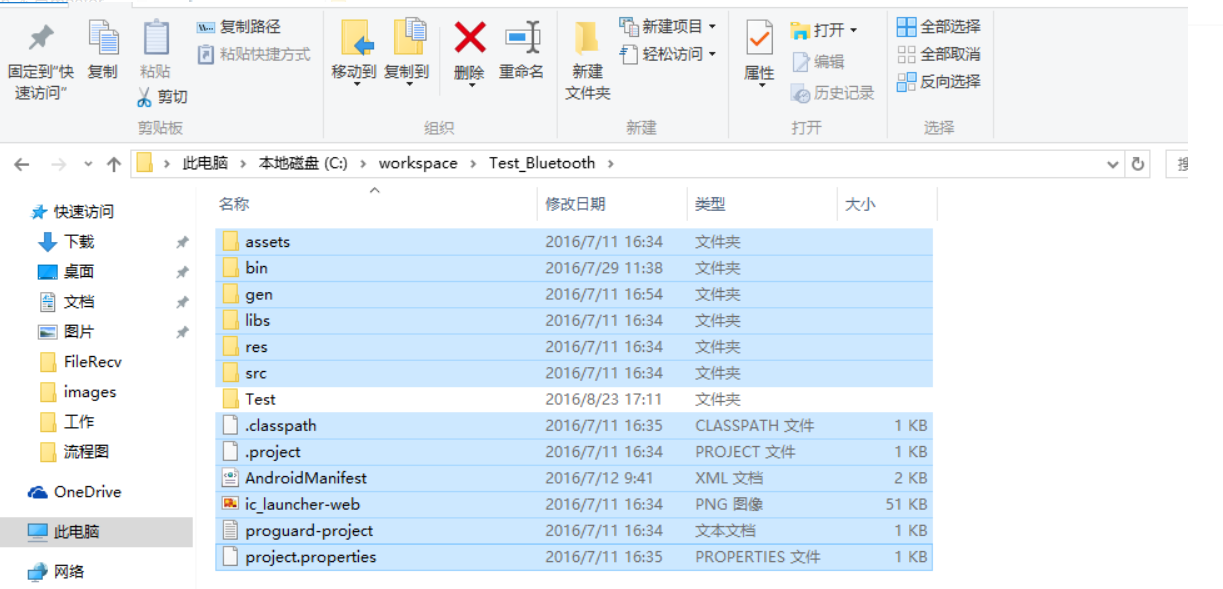 固定到"快速访问"
复制
粘贴
复制路径
粘贴快捷方式
剪切
剪贴板
移动到
复制到
删除
重命名
组织
新建文件夹
新建项目
轻松访问
新建
属性
打开
编辑
历史记录
打开
全部选择
全部取消
反向选择
选择
此电脑 本地磁盘 (C:) workspace Test_Bluetooth
名称 修改日期 类型 大小
快速访问
下载
桌面
文档
图片
FileRecv
images
工作
流程图
OneDrive
此电脑
网络
assets 2016/7/11 16:34 文件夹
bin 2016/7/29 11:38 文件夹
gen 2016/7/11 16:54 文件夹
libs 2016/7/11 16:34 文件夹
res 2016/7/11 16:34 文件夹
src 2016/7/11 16:34 文件夹
Test 2016/8/23 17:11 文件夹
.classpath 2016/7/11 16:35 CLASSPATH 文件 1 KB
.project 2016/7/11 16:34 PROJECT 文件 1 KB
AndroidManifest 2016/7/12 9:41 XML 文档 2 KB
ic_launcher-web 2016/7/11 16:34 PNG 图像 51 KB
proguard-project 2016/7/11 16:34 文本文档 1 KB
project.properties 2016/7/11 16:35 PROPERTIES 文件 1 KB